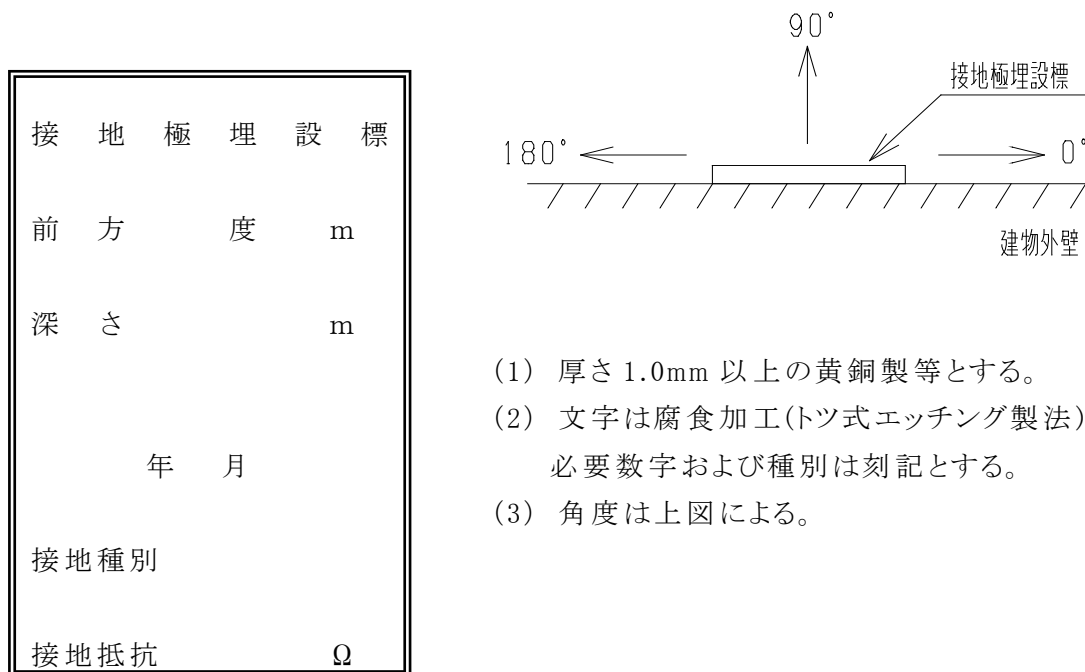 接地極埋設標
前方 度 m
深さ m
年 月
接地種別
接地抵抗 Ω
90°
接地極埋設標
180° 0°
建物外壁
(1) 厚さ1.0mm以上の黄銅製等とする。
(2) 文字は腐食加工(トツ式エッチング製法)
必要数字および種別は刻記とする。
(3) 角度は上図による。